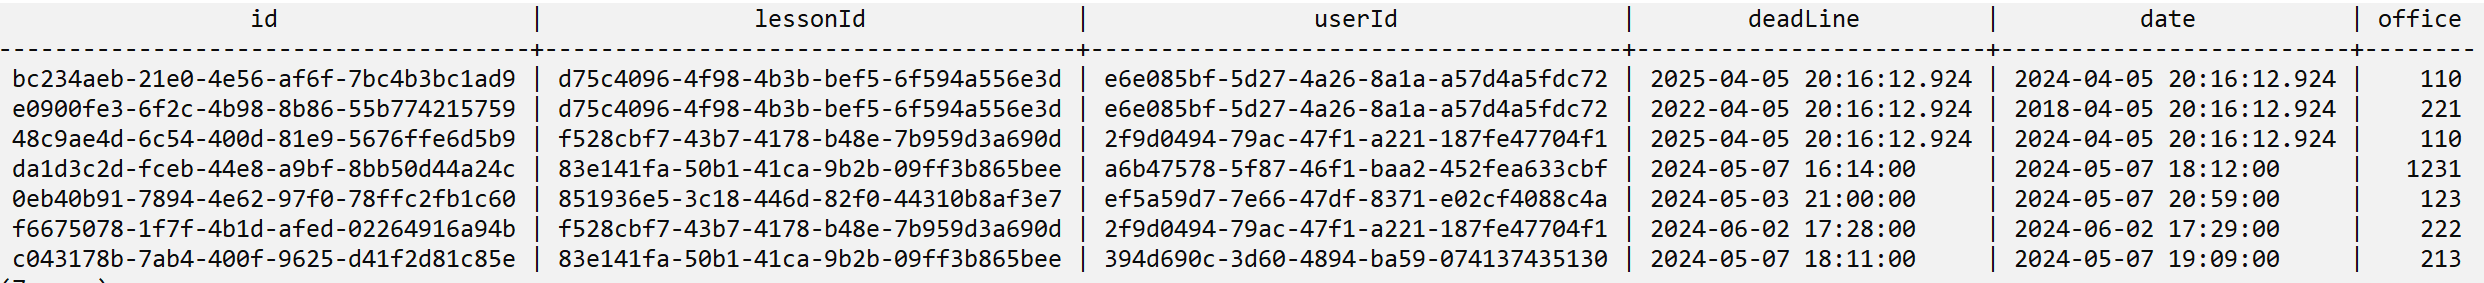 id | lessonId | userId | deadLine | date | office
--------------------------------------+--------------------------------------+--------------------------------------+-------------------------+-------------------------+--------
bc234aeb-21e0-4e56-af6f-7bc4b3bc1ad9 | d75c4096-4f98-4b3b-bef5-6f594a556e3d | e6e085bf-5d27-4a26-8a1a-a57d4a5fdc72 | 2025-04-05 20:16:12.924 | 2024-04-05 20:16:12.924 | 110
e0900fe3-6f2c-4b98-8b86-55b774215759 | d75c4096-4f98-4b3b-bef5-6f594a556e3d | e6e085bf-5d27-4a26-8a1a-a57d4a5fdc72 | 2022-04-05 20:16:12.924 | 2018-04-05 20:16:12.924 | 221
48c9ae4d-6c54-400d-81e9-5676ffe6d5b9 | f528cbf7-43b7-4178-b48e-7b959d3a690d | 2f9d0494-79ac-47f1-a221-187fe47704f1 | 2025-04-05 20:16:12.924 | 2024-04-05 20:16:12.924 | 110
da1d3c2d-fceb-44e8-a9bf-8bb50d44a24c | 83e141fa-50b1-41ca-9b2b-09ff3b865bee | a6b47578-5f87-46f1-baa2-452fea633cbf | 2024-05-07 16:14:00 | 2024-05-07 18:12:00 | 1231
0eb40b91-7894-4e62-97f0-78ffc2fb1c60 | 851936e5-3c18-446d-82f0-44310b8af3e7 | ef5a59d7-7e66-47df-8371-e02cf4088c4a | 2024-05-03 21:00:00 | 2024-05-07 20:59:00 | 123
f6675078-1f7f-4b1d-afed-02264916a94b | f528cbf7-43b7-4178-b48e-7b959d3a690d | 2f9d0494-79ac-47f1-a221-187fe47704f1 | 2024-06-02 17:28:00 | 2024-06-02 17:29:00 | 222
c043178b-7ab4-400f-9625-d41f2d81c85e | 83e141fa-50b1-41ca-9b2b-09ff3b865bee | 394d690c-3d60-4894-ba59-074137435130 | 2024-05-07 18:11:00 | 2024-05-07 19:09:00 | 213